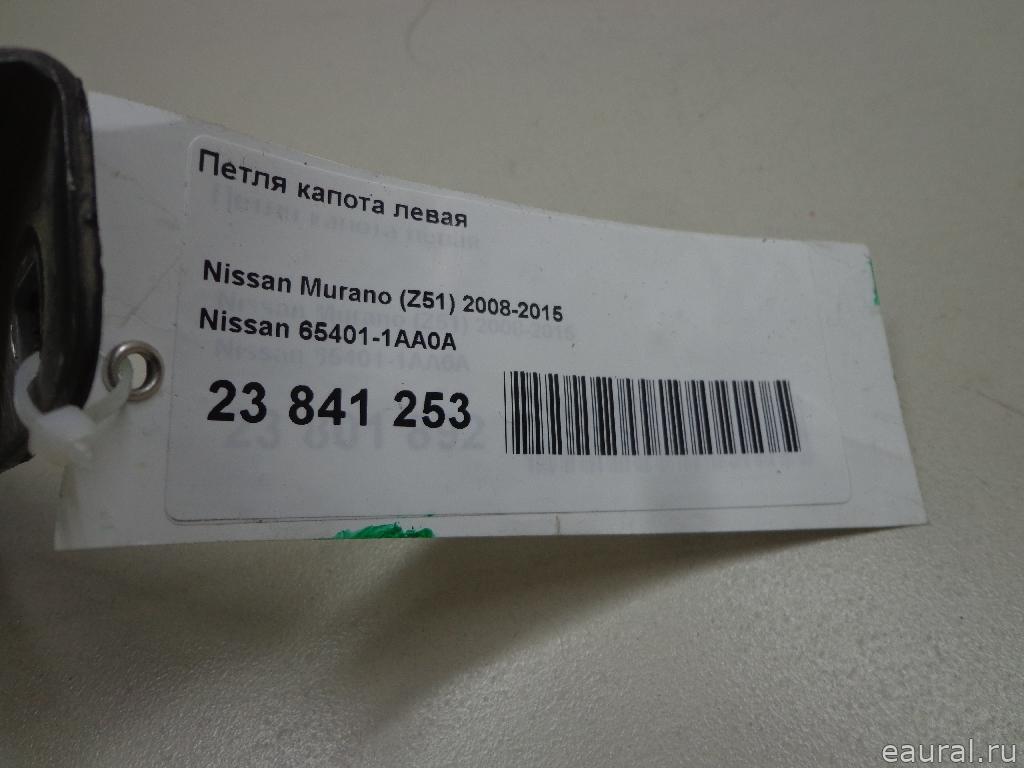 Петля капота левая
Nissan Murano (Z51) 2008-2015
Nissan 65401-1AA0A
23 841 253
eaural.ru